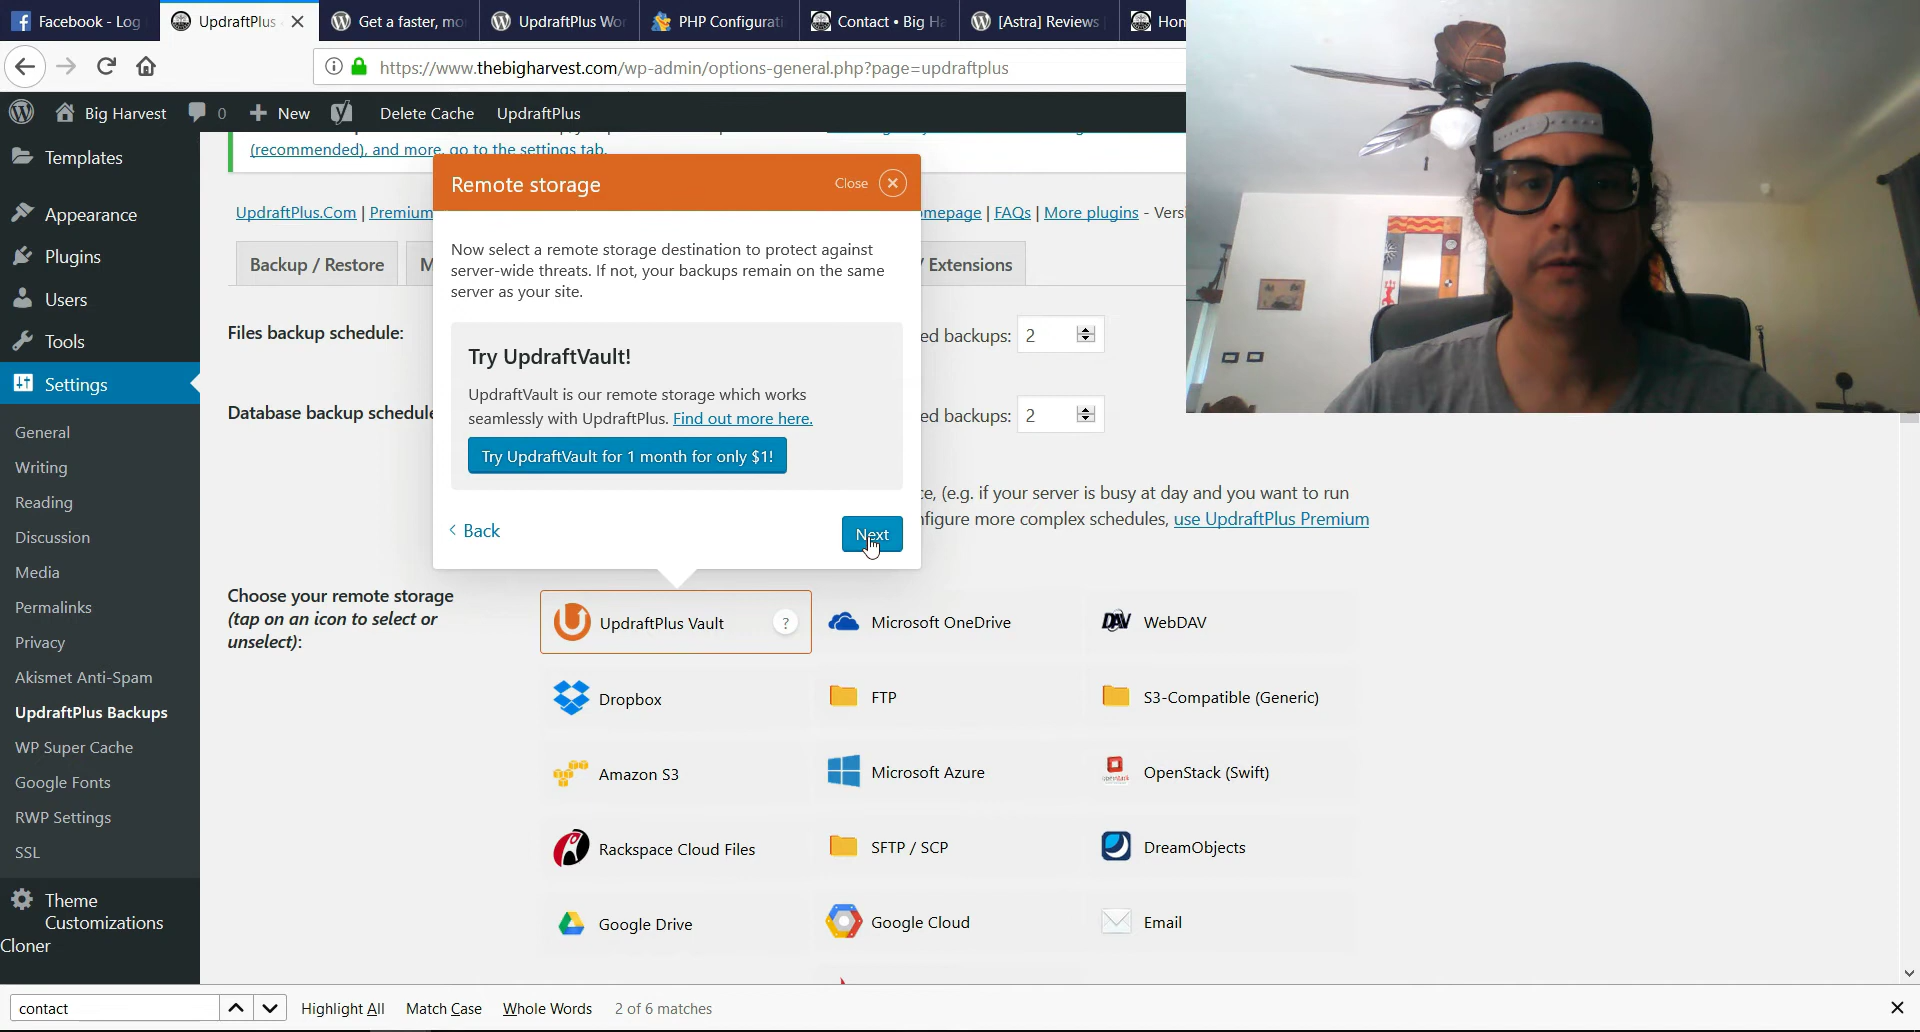 Facebook - Log
UpdraftPlus
Get a faster, mo
UpdraftPlus Wor
PHP Configurati
Contact • Big Ha
[Astra] Reviews
Hom
https://www.thebigharvest.com/wp-admin/options-general.php?page=updraftplus
Big Harvest
0
New
Delete Cache
UpdraftPlus
Templates
Appearance
Plugins
Users
Tools
Settings
General
Writing
Reading
Discussion
Media
Permalinks
Privacy
Akismet Anti-Spam
UpdraftPlus Backups
WP Super Cache
Google Fonts
RWP Settings
SSL
Theme
Customizations
Cloner
(recommended), and more, go to the settings tab.
UpdraftPlus.Com | Premium
mepage | FAQs | More plugins - Versi
Backup / Restore
M
/ Extensions
Remote storage
Close
Now select a remote storage destination to protect against
server-wide threats. If not, your backups remain on the same
server as your site.
Try UpdraftVault!
UpdraftVault is our remote storage which works
seamlessly with UpdraftPlus. Find out more here.
Try UpdraftVault for 1 month for only $1!
< Back
Next
Files backup schedule:
ed backups: 2
Database backup schedule
ed backups: 2
ce, (e.g. if your server is busy at day and you want to run
nfigure more complex schedules, use UpdraftPlus Premium
Choose your remote storage
(tap on an icon to select or
unselect):
UpdraftPlus Vault
?
Microsoft OneDrive
DAV WebDAV
Dropbox
FTP
S3-Compatible (Generic)
Amazon S3
Microsoft Azure
OpenStack (Swift)
Rackspace Cloud Files
SFTP / SCP
DreamObjects
Google Drive
Google Cloud
Email
contact
Highlight All
Match Case
Whole Words
2 of 6 matches